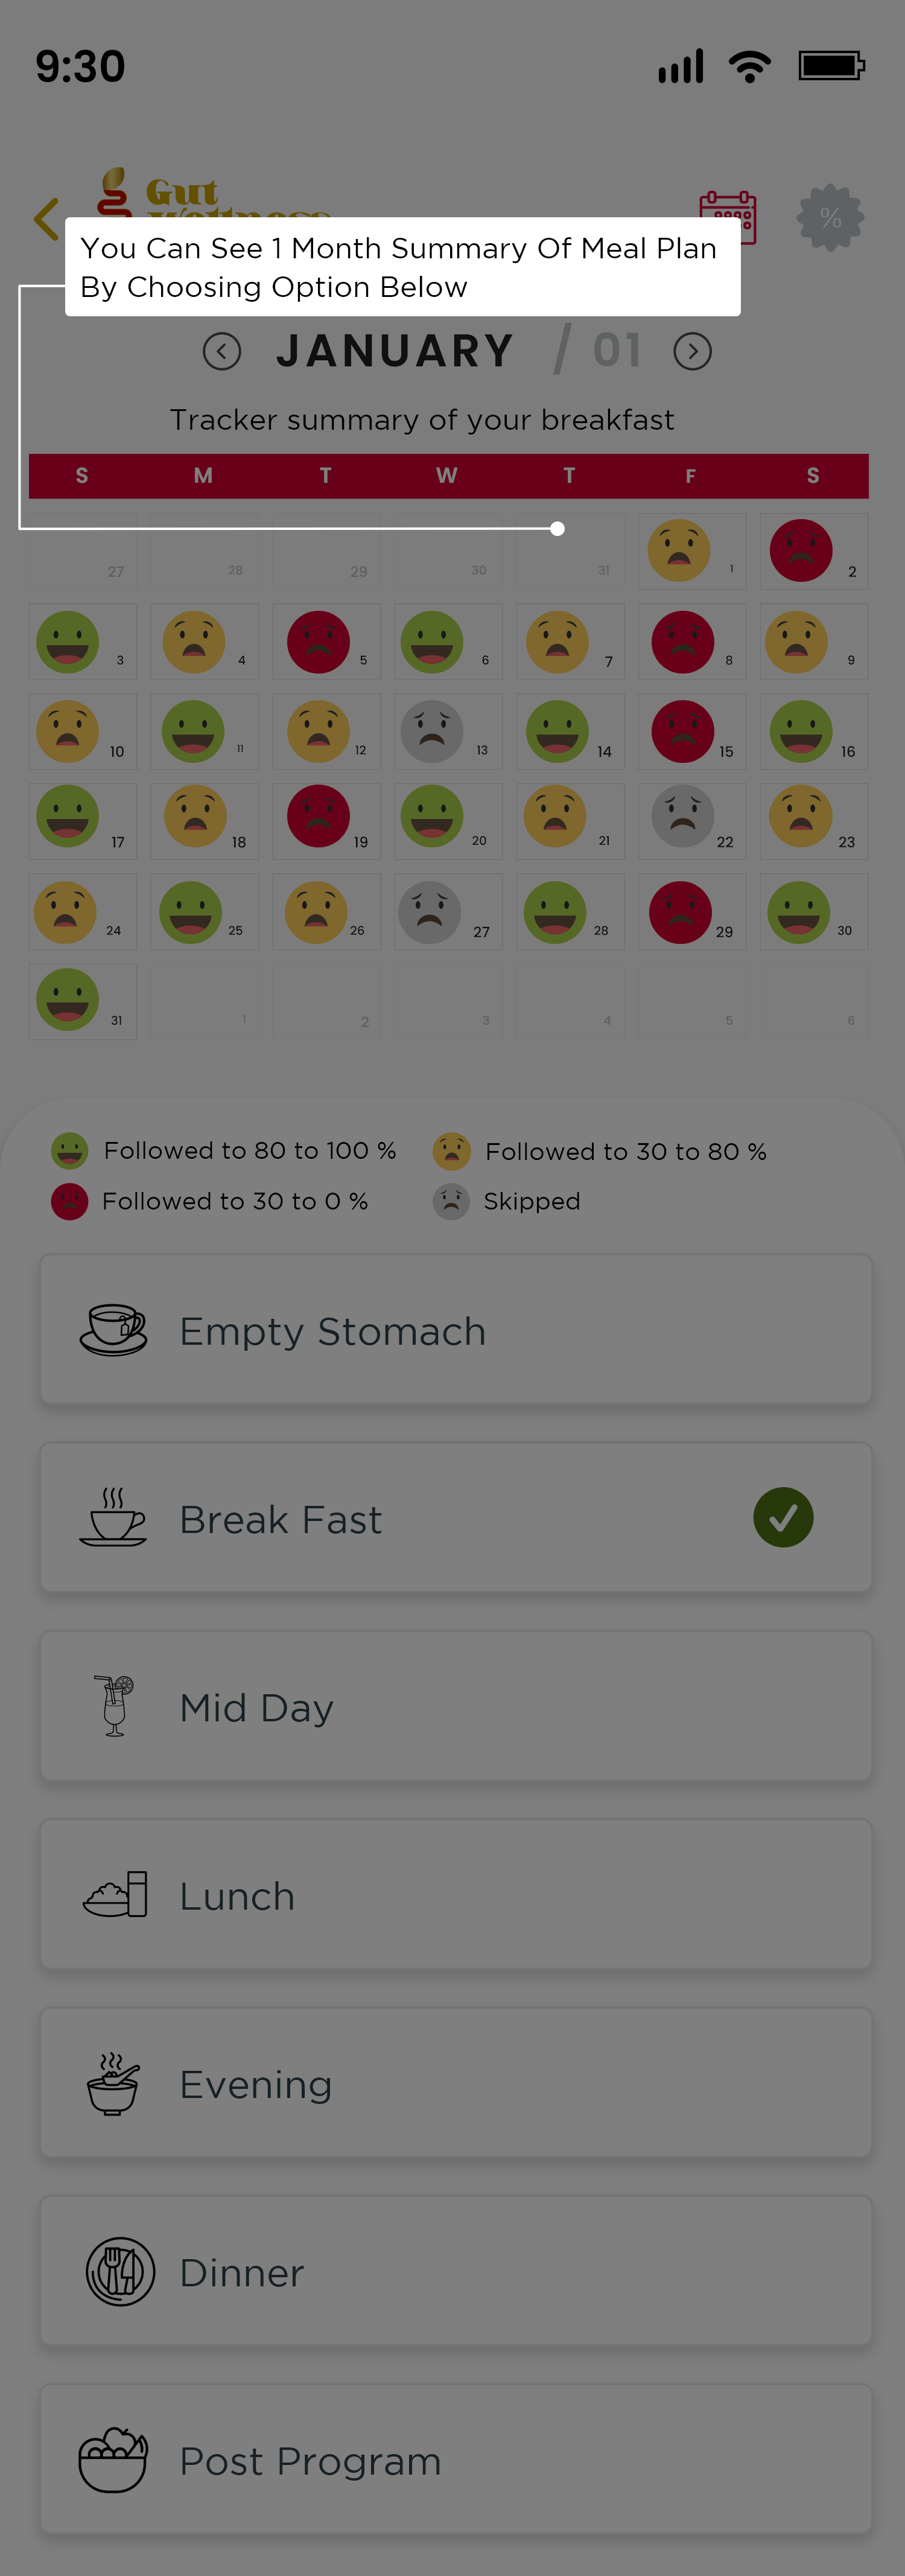 9:30
Gut
Wellness
%
You Can See 1 Month Summary Of Meal Plan
By Choosing Option Below
JANUARY / 01
Tracker summary of your breakfast
S M T W T F S
27 28 29 30 31 1 2
3 4 5 6 7 8 9
10 11 12 13 14 15 16
17 18 19 20 21 22 23
24 25 26 27 28 29 30
31 1 2 3 4 5 6
Followed to 80 to 100 % Followed to 30 to 80 %
Followed to 30 to 0 % Skipped
Empty Stomach
Break Fast
Mid Day
Lunch
Evening
Dinner
Post Program